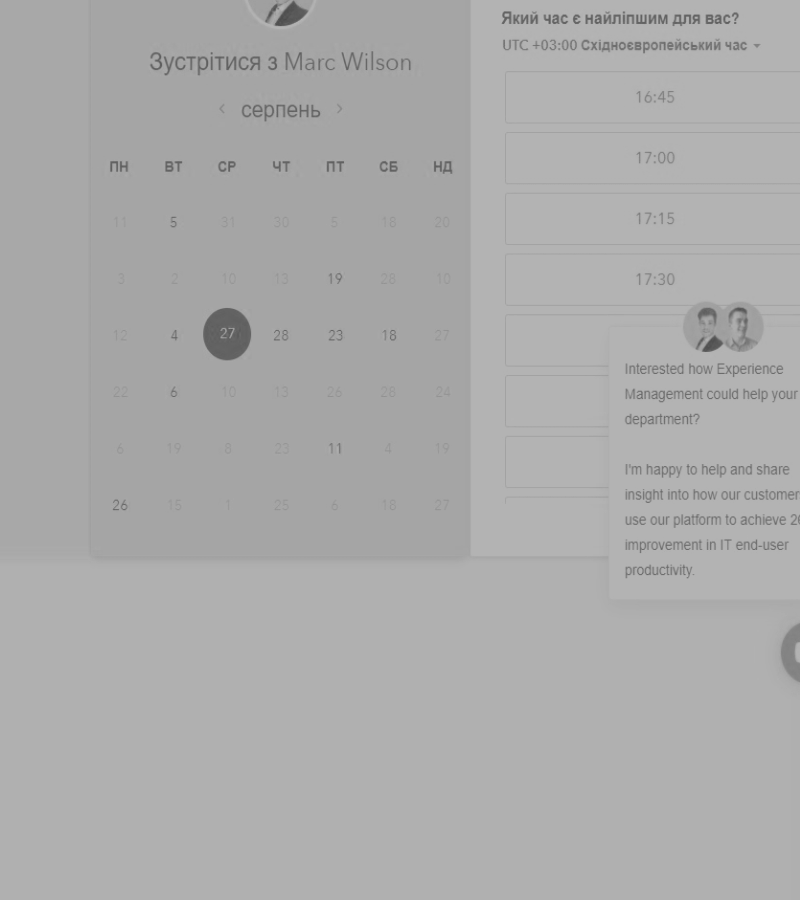 Зустрітися з Marc Wilson
серпень
ПН ВТ СР ЧТ ПТ СБ НД
11 5 31 30 5 18 20
3 2 10 13 19 28 10
12 4 27 28 23 18 27
22 6 10 13 26 28 24
6 19 8 23 11 4 19
26 15 1 25 6 18 27
Який час є найліпшим для вас?
UTC +03:00 Східноєвропейський час
16:45
17:00
17:15
17:30
Interested how Experience
Management could help your
department?
I'm happy to help and share
insight into how our customer
use our platform to achieve
improvement in IT end-user
productivity.